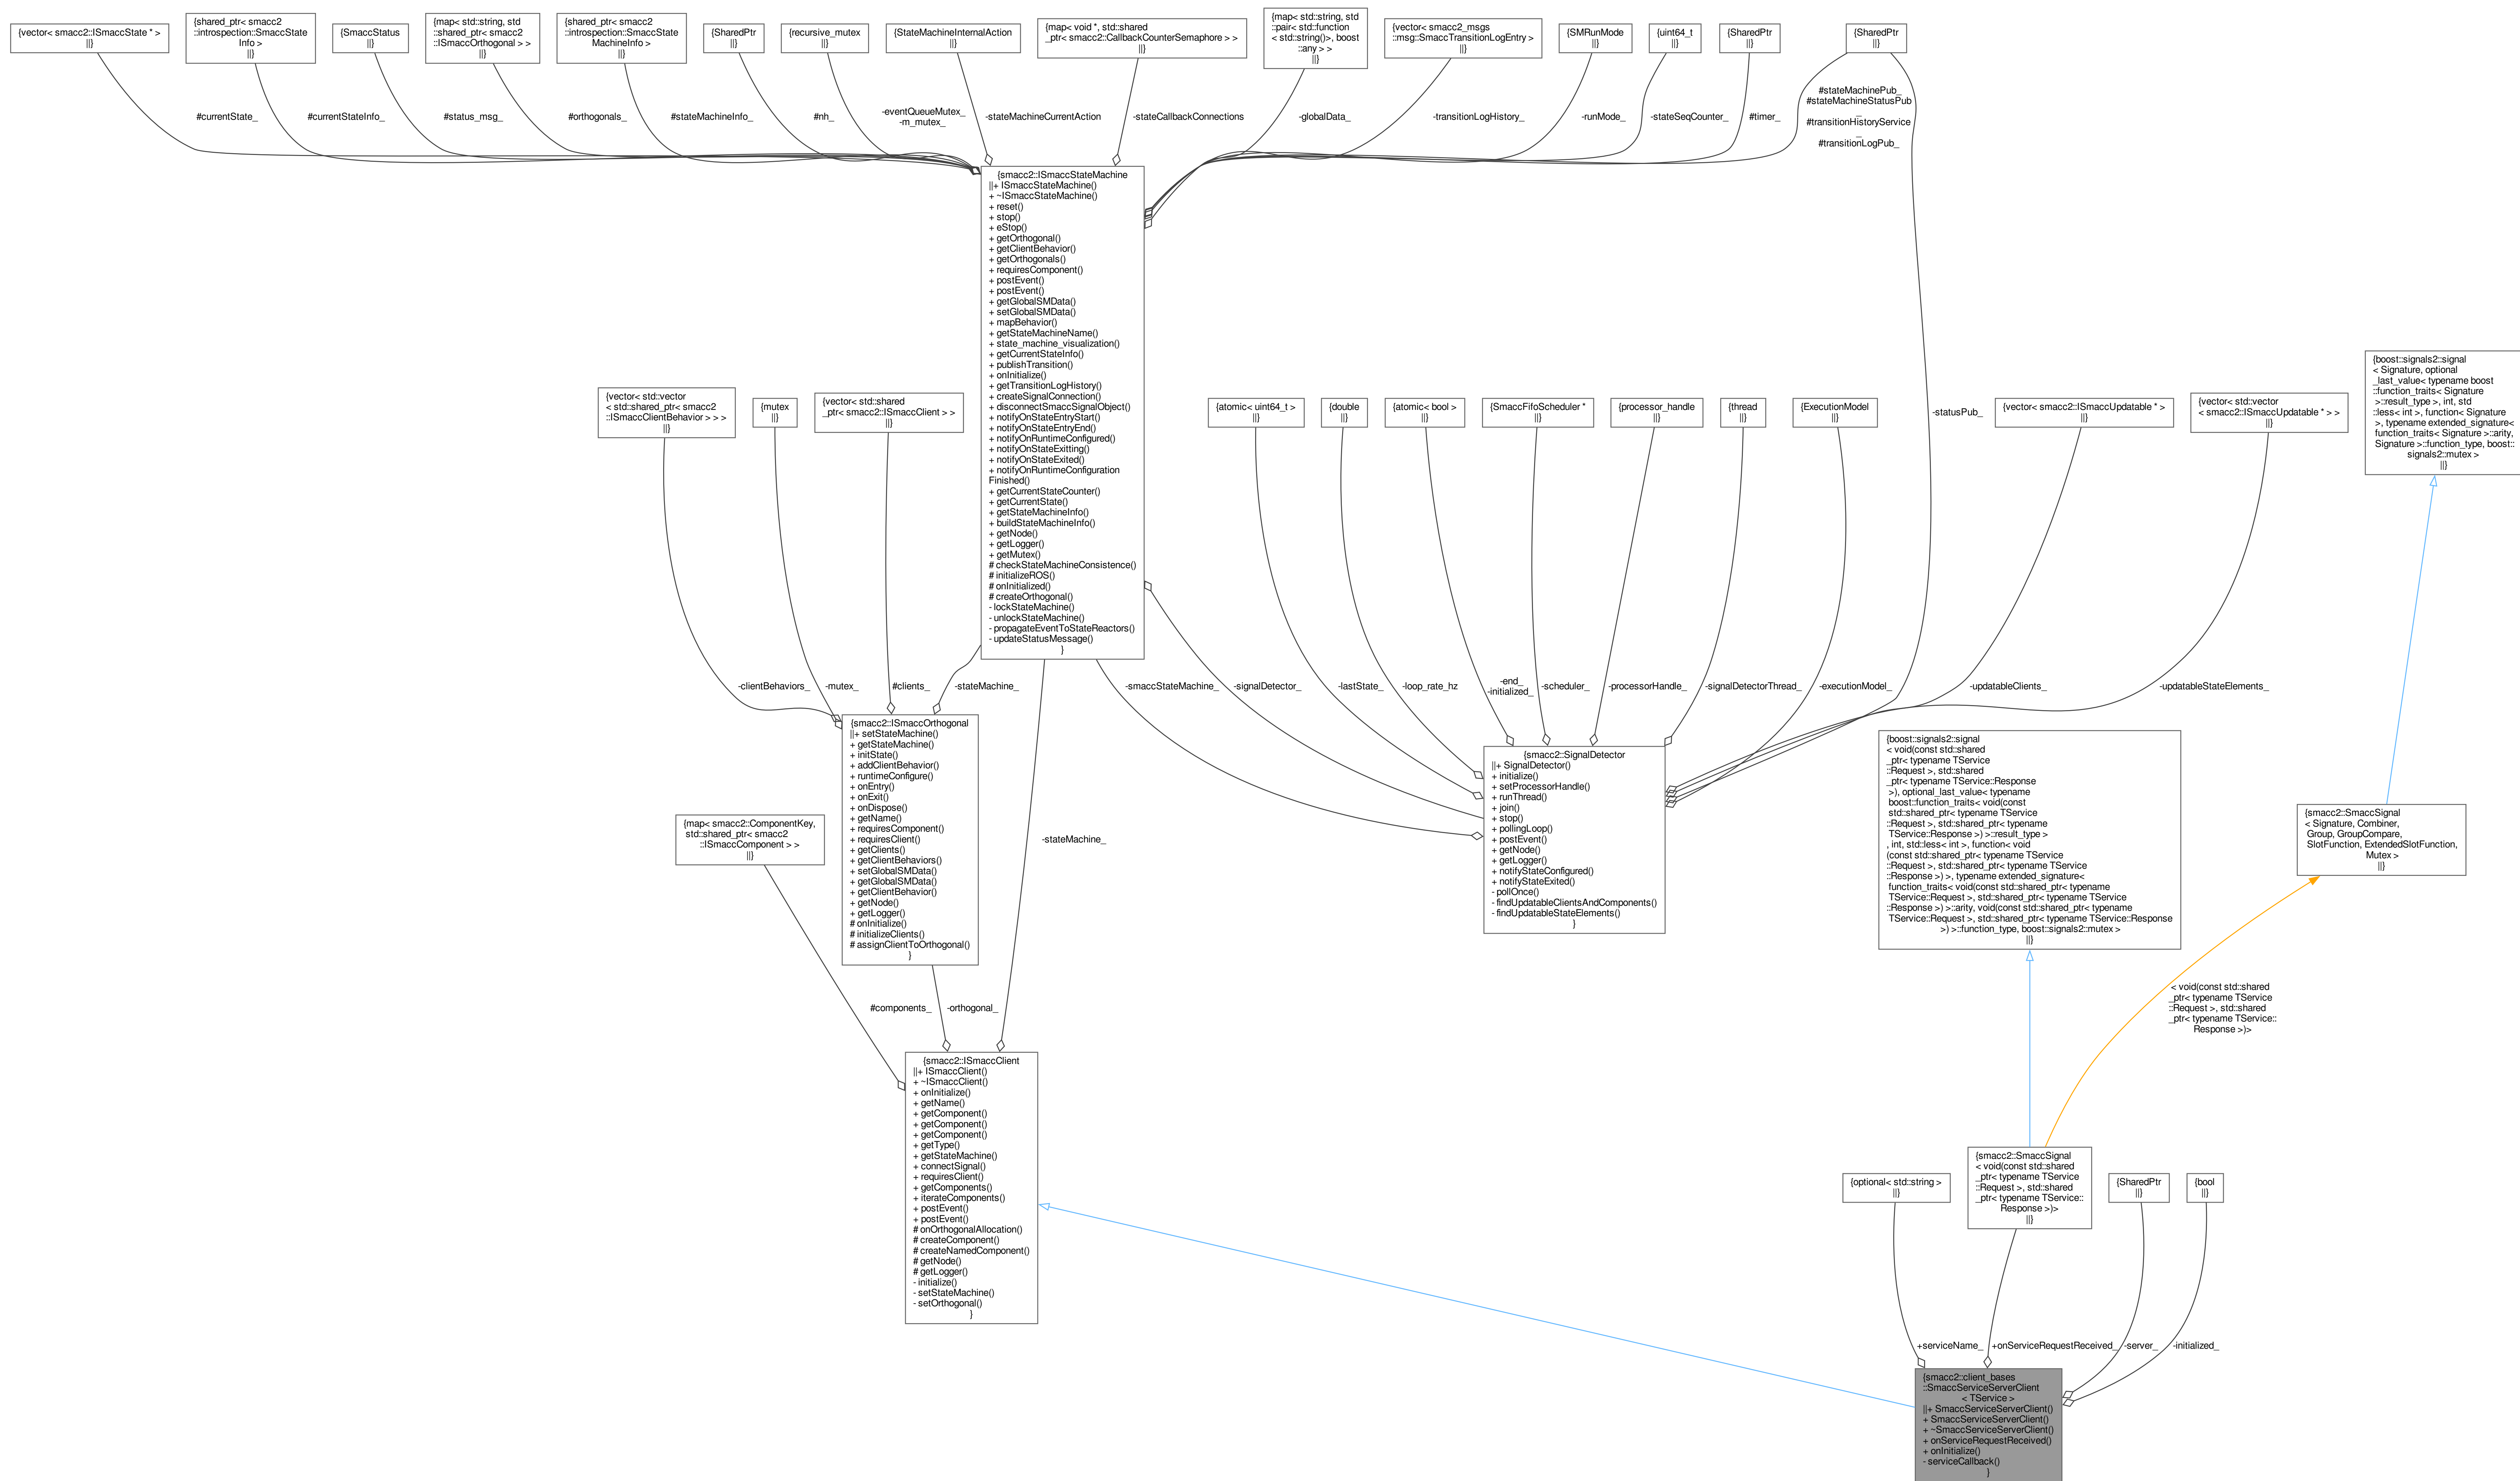 {vector< smacc2::ISmaccState * >
||}
{shared_ptr< smacc2
::introspection::SmaccState
Info >
||}
{SmaccStatus
||}
{map< std::string, std
::shared_ptr< smacc2
::ISmaccOrthogonal > >
||}
{shared_ptr< smacc2
::introspection::SmaccState
MachineInfo >
||}
{SharedPtr
||}
{recursive_mutex
||}
{StateMachineInternalAction
||}
{map< void *, std::shared
_ptr< smacc2::CallbackCounterSemaphore > >
||}
{map< std::string, std
::pair< std::function
< std::string()>, boost
::any > >
||}
{vector< smacc2_msgs
::msg::SmaccTransitionLogEntry >
||}
{SMRunMode
||}
{uint64_t
||}
{SharedPtr
||}
{SharedPtr
||}
#currentState_
#currentStateInfo_
#status_msg_
#orthogonals_
#stateMachineInfo_
#nh_
-eventQueueMutex_
-m_mutex_
-stateMachineCurrentAction
-stateCallbackConnections
-globalData_
-transitionLogHistory_
-runMode_
-stateSeqCounter_
#timer_
#stateMachinePub_
#stateMachineStatusPub
_
#transitionHistoryService
_
#transitionLogPub_
{smacc2::ISmaccStateMachine
||+ ISmaccStateMachine()
+ ~ISmaccStateMachine()
+ reset()
+ stop()
+ eStop()
+ getOrthogonal()
+ getClientBehavior()
+ getOrthogonals()
+ requiresComponent()
+ postEvent()
+ postEvent()
+ getGlobalSMData()
+ setGlobalSMData()
+ mapBehavior()
+ getStateMachineName()
+ state_machine_visualization()
+ getCurrentStateInfo()
+ publishTransition()
+ onInitialize()
+ getTransitionLogHistory()
+ createSignalConnection()
+ disconnectSmaccSignalObject()
+ notifyOnStateEntryStart()
+ notifyOnStateEntryEnd()
+ notifyOnRuntimeConfigured()
+ notifyOnStateExitting()
+ notifyOnStateExited()
+ notifyOnRuntimeConfiguration
Finished()
+ getCurrentStateCounter()
+ getCurrentState()
+ getStateMachineInfo()
+ buildStateMachineInfo()
+ getNode()
+ getLogger()
+ getMutex()
# checkStateMachineConsistence()
# initializeROS()
# onInitialized()
# createOrthogonal()
- lockStateMachine()
- unlockStateMachine()
- propagateEventToStateReactors()
- updateStatusMessage()
}
{boost::signals2::signal
< Signature, optional
_last_value< typename boost
::function_traits< Signature
>::result_type >, int, std
::less< int >, function< Signature
>, typename extended_signature<
function_traits< Signature >::arity,
Signature >::function_type, boost::
signals2::mutex >
||}
{vector< std::vector
< std::shared_ptr< smacc2
::ISmaccClientBehavior > > >
||}
{mutex
||}
{vector< std::shared
_ptr< smacc2::ISmaccClient > >
||}
{atomic< uint64_t >
||}
{double
||}
{atomic< bool >
||}
{SmaccFifoScheduler *
||}
{processor_handle
||}
{thread
||}
{ExecutionModel
||}
-statusPub_
{vector< smacc2::ISmaccUpdatable * >
||}
{vector< std::vector
< smacc2::ISmaccUpdatable * > >
||}
-clientBehaviors_
-mutex_
#clients_
-stateMachine_
-smaccStateMachine_
-signalDetector_
-lastState_
-loop_rate_hz
-end_
-initialized_
-scheduler_
-processorHandle_
-signalDetectorThread_
-executionModel_
-updatableClients_
-updatableStateElements_
{smacc2::ISmaccOrthogonal
||+ setStateMachine()
+ getStateMachine()
+ initState()
+ addClientBehavior()
+ runtimeConfigure()
+ onEntry()
+ onExit()
+ onDispose()
+ getName()
+ requiresComponent()
+ requiresClient()
+ getClients()
+ getClientBehaviors()
+ setGlobalSMData()
+ getGlobalSMData()
+ getClientBehavior()
+ getNode()
+ getLogger()
# onInitialize()
# initializeClients()
# assignClientToOrthogonal()
}
{smacc2::SignalDetector
||+ SignalDetector()
+ initialize()
+ setProcessorHandle()
+ runThread()
+ join()
+ stop()
+ pollingLoop()
+ postEvent()
+ getNode()
+ getLogger()
+ notifyStateConfigured()
+ notifyStateExited()
- pollOnce()
- findUpdatableClientsAndComponents()
- findUpdatableStateElements()
}
{boost::signals2::signal
< void(const std::shared
_ptr< typename TService
::Request >, std::shared
_ptr< typename TService::Response
>), optional_last_value< typename
boost::function_traits< void(const
std::shared_ptr< typename TService
::Request >, std::shared_ptr< typename
TService::Response >) >::result_type >
, int, std::less< int >, function< void
(const std::shared_ptr< typename TService
::Request >, std::shared_ptr< typename TService
::Response >) >, typename extended_signature<
function_traits< void(const std::shared_ptr< typename
TService::Request >, std::shared_ptr< typename TService
::Response >) >::arity, void(const std::shared_ptr< typename
TService::Request >, std::shared_ptr< typename TService::Response
>) >::function_type, boost::signals2::mutex >
||}
{smacc2::SmaccSignal
< Signature, Combiner,
Group, GroupCompare,
SlotFunction, ExtendedSlotFunction,
Mutex >
||}
{map< smacc2::ComponentKey,
std::shared_ptr< smacc2
::ISmaccComponent > >
||}
-stateMachine_
#components_
-orthogonal_
< void(const std::shared
_ptr< typename TService
::Request >, std::shared
_ptr< typename TService::
Response >)>
{smacc2::ISmaccClient
||+ ISmaccClient()
+ ~ISmaccClient()
+ onInitialize()
+ getName()
+ getComponent()
+ getComponent()
+ getComponent()
+ getType()
+ getStateMachine()
+ connectSignal()
+ requiresClient()
+ getComponents()
+ iterateComponents()
+ postEvent()
+ postEvent()
# onOrthogonalAllocation()
# createComponent()
# createNamedComponent()
# getNode()
# getLogger()
- initialize()
- setStateMachine()
- setOrthogonal()
}
{optional< std::string >
||}
{smacc2::SmaccSignal
< void(const std::shared
_ptr< typename TService
::Request >, std::shared
_ptr< typename TService::
Response >)>
||}
{SharedPtr
||}
{bool
||}
+serviceName_
+onServiceRequestReceived_
-server_
-initialized_
{smacc2::client_bases
::SmaccServiceServerClient
< TService >
||+ SmaccServiceServerClient()
+ SmaccServiceServerClient()
+ ~SmaccServiceServerClient()
+ onServiceRequestReceived()
+ onInitialize()
- serviceCallback()
}